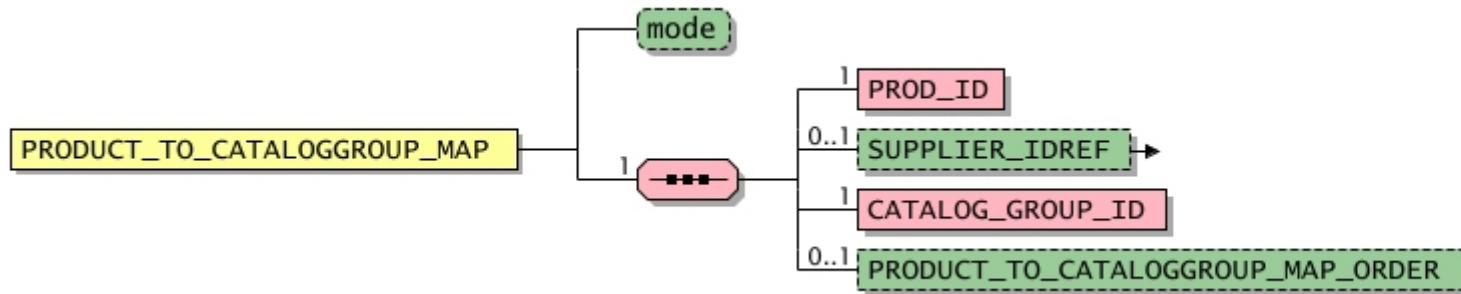 mode
1
PROD_ID
0..1
SUPPLIER_IDREF
PRODUCT_TO_CATALOGGROUP_MAP
1
1
CATALOG_GROUP_ID
0..1
PRODUCT_TO_CATALOGGROUP_MAP_ORDER